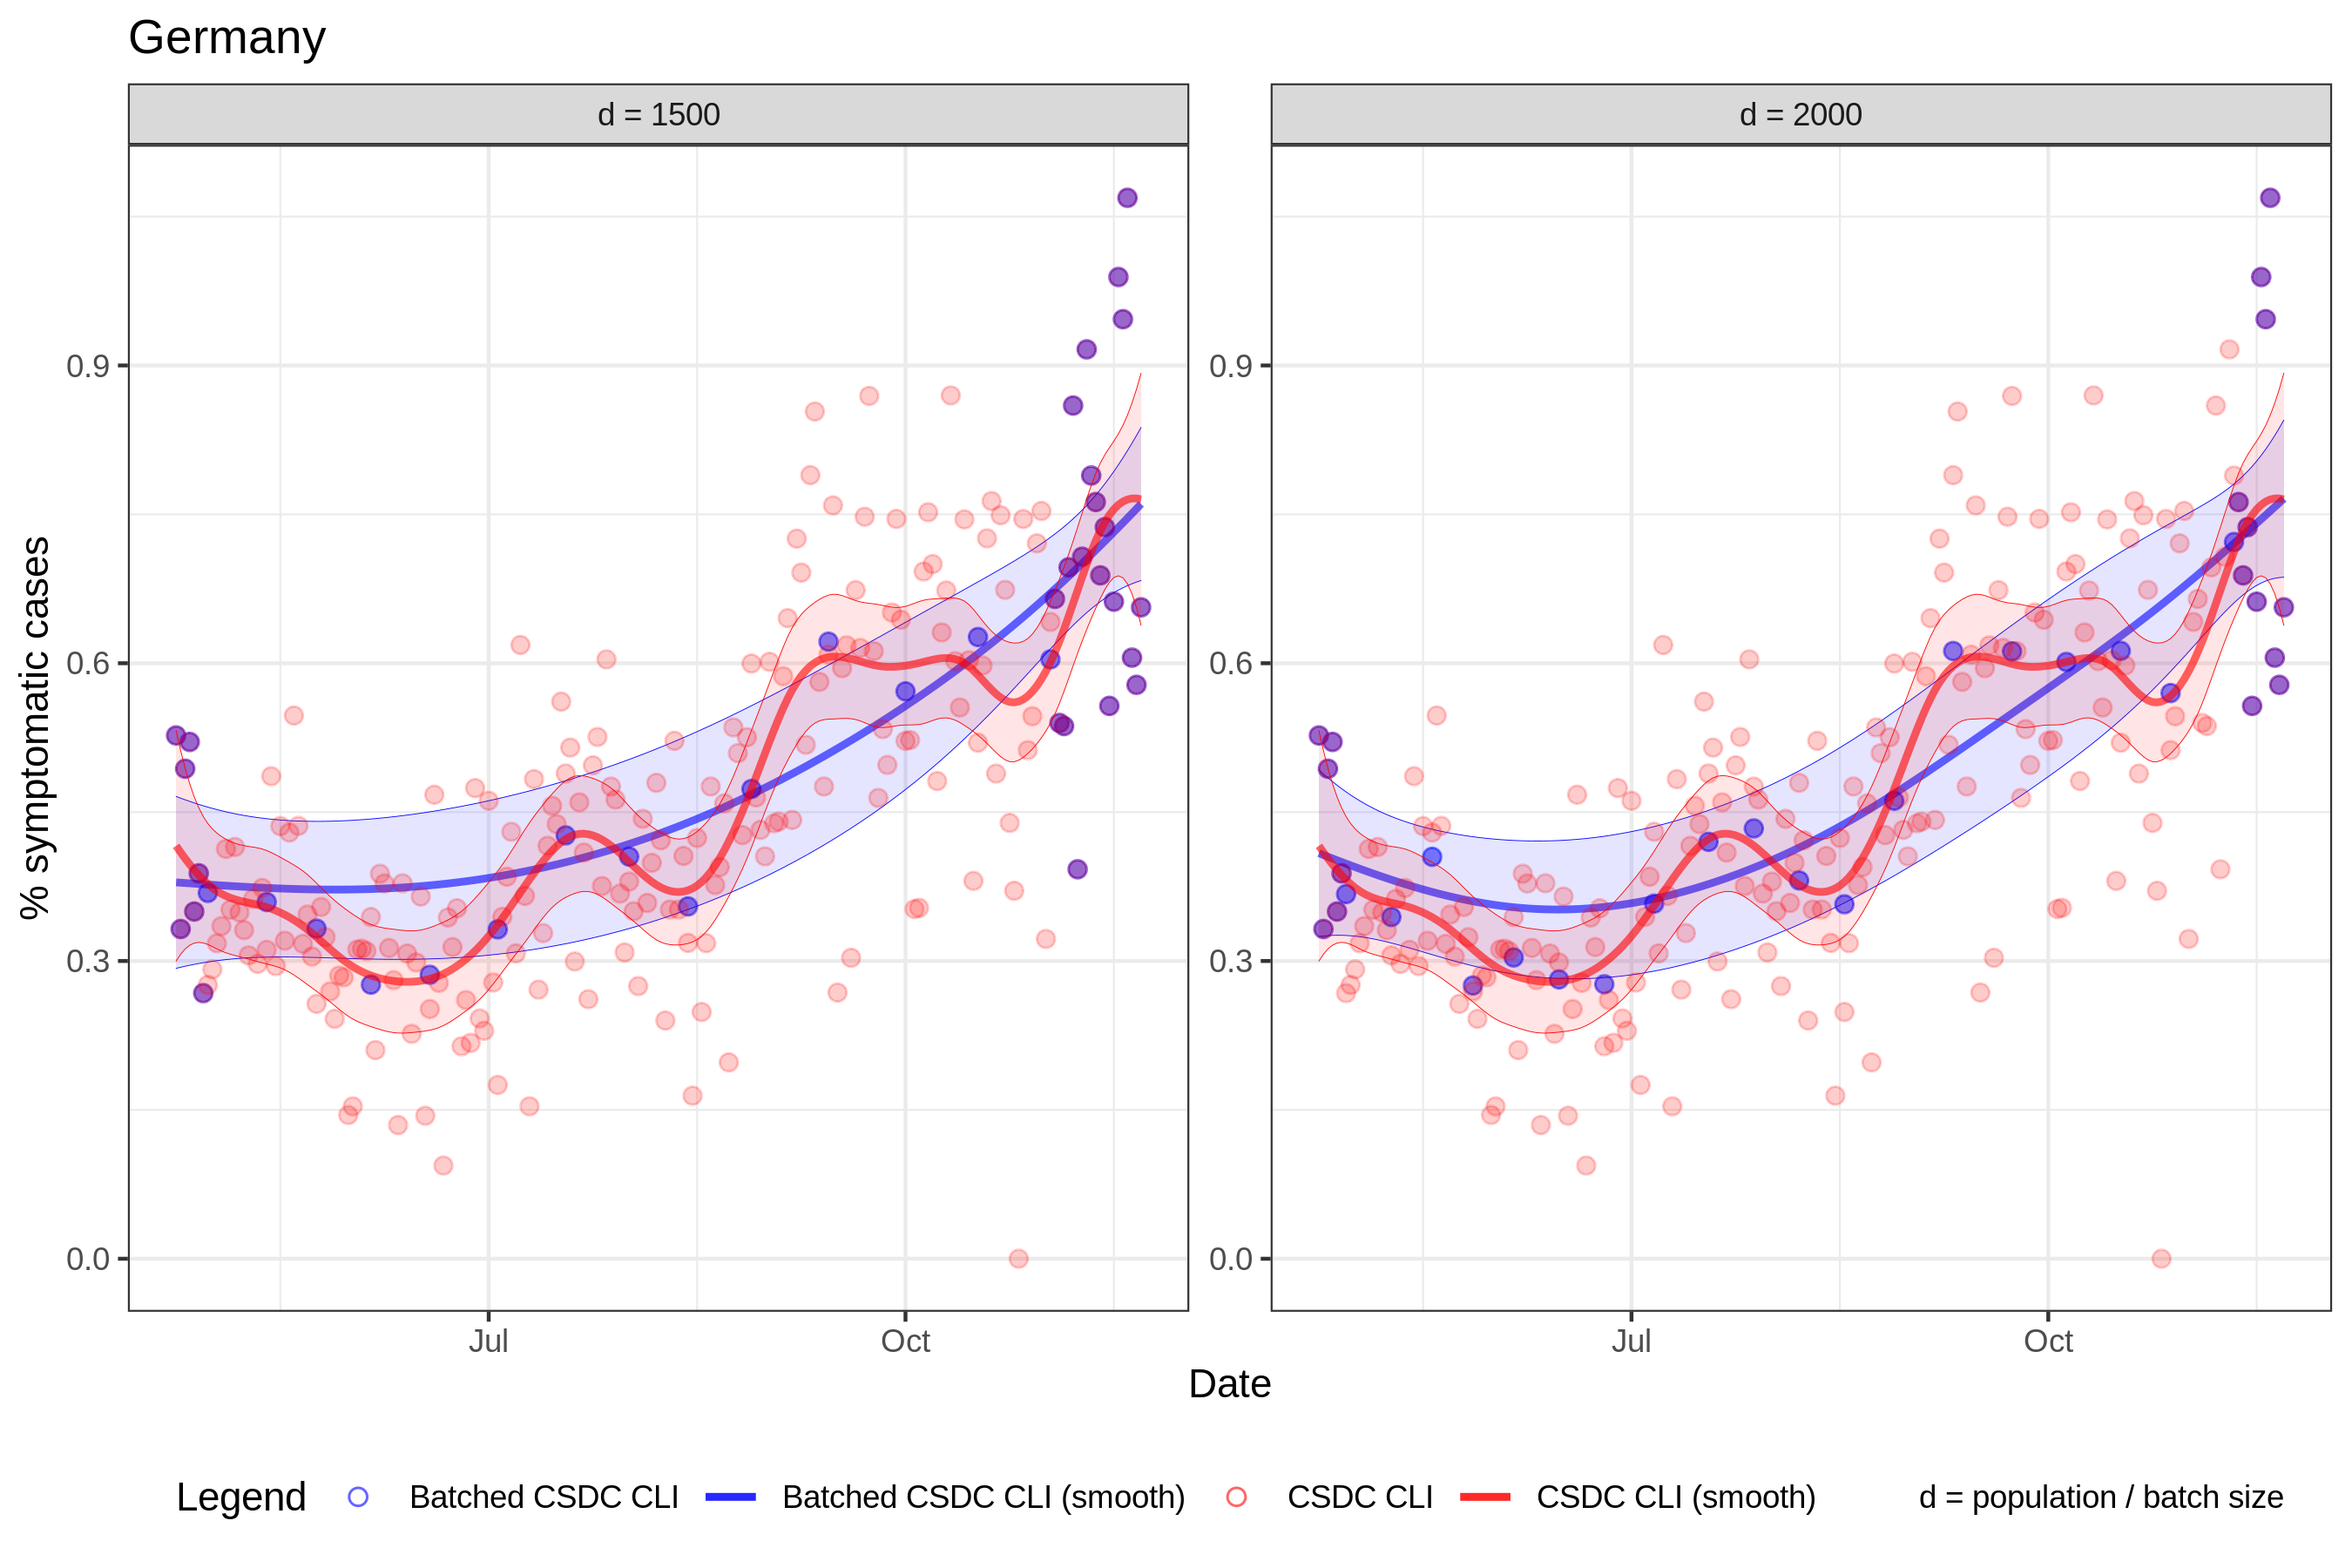 Germany
d = 1500
d = 2000
% symptomatic cases
0.9
0.6
0.3
0.0
0.9
0.6
0.3
0.0
Jul
Oct
Jul
Oct
Date
Legend
Batched CSDC CLI
Batched CSDC CLI (smooth)
CSDC CLI
CSDC CLI (smooth)
d = population / batch size